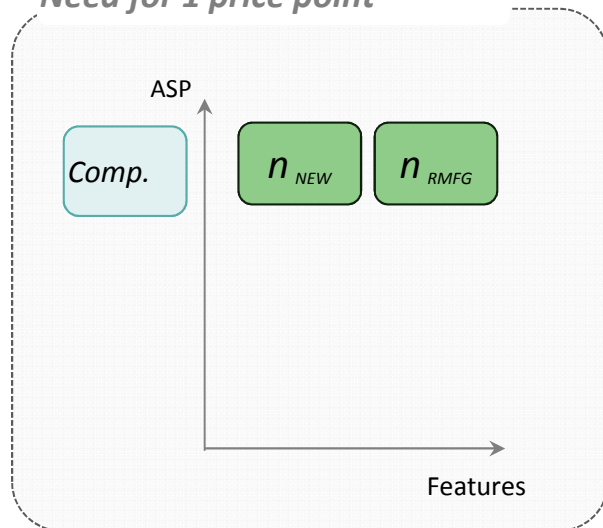 Need for 1 price point
ASP
Comp.
n NEW
n RMFG
Features